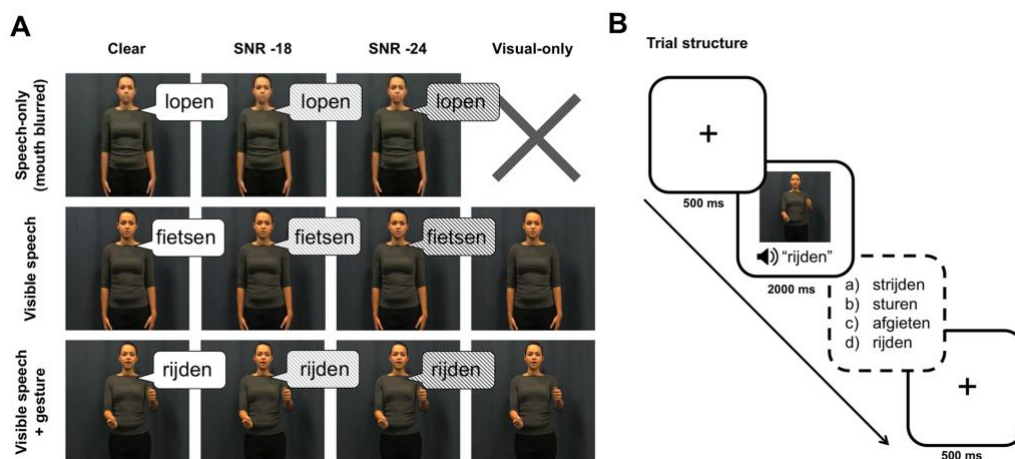 A
Clear SNR -18 SNR -24 Visual-only
Speech-only
(mouth blurred)
lopen lopen lopen
Visible speech
fietsen fietsen fietsen
Visible speech
+ gesture
rijden rijden rijden
B
Trial structure
+
500 ms
"rijden"
2000 ms
a) strijden
b) sturen
c) afgieten
d) rijden
+
500 ms